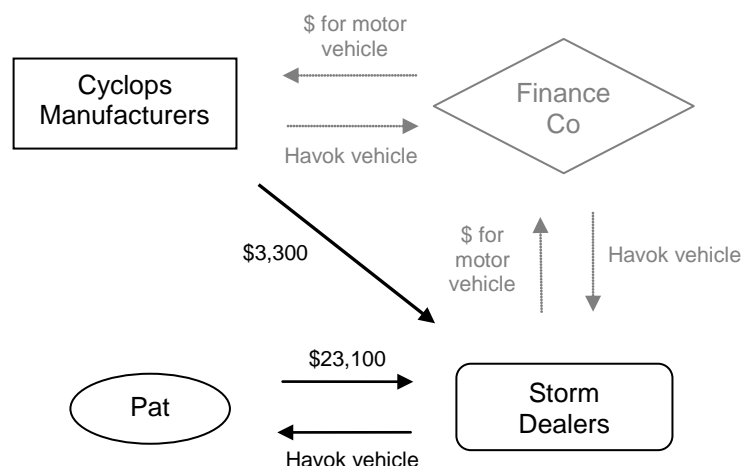 $ for motor
vehicle
Cyclops
Manufacturers
Finance
Co
Havok vehicle
$3,300
$ for
motor
vehicle
Havok vehicle
$23,100
Pat
Storm
Dealers
Havok vehicle